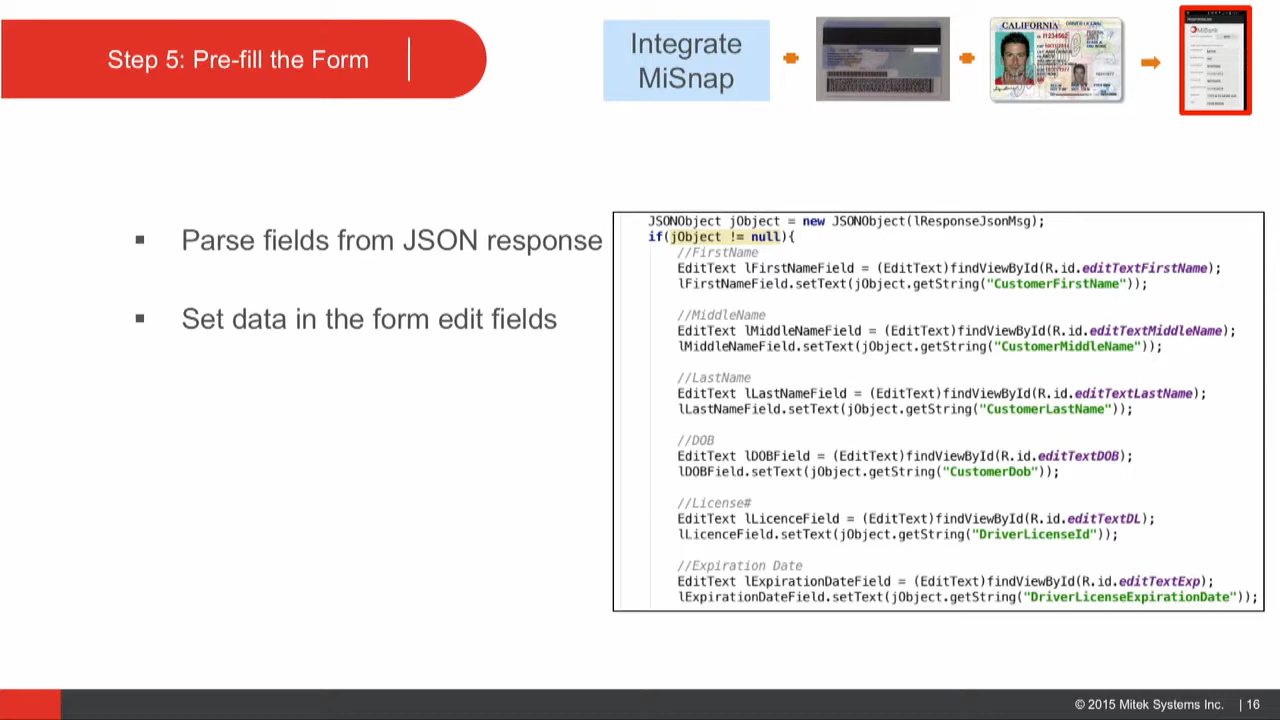 Step 5: Pre-fill the Form
Integrate
MiSnap
CALIFORNIA
DRIVER LICENSE
MiBank
▪ Parse fields from JSON response
▪ Set data in the form edit fields
JSONObject jObject = new JSONObject(lResponseJsonMsg);
if(jObject != null){
//FirstName
EditText lFirstNameField = (EditText)findViewById(R.id.editTextFirstName);
lFirstNameField.setText(jObject.getString("CustomerFirstName"));
//MiddleName
EditText lMiddleNameField = (EditText)findViewById(R.id.editTextMiddleName);
lMiddleNameField.setText(jObject.getString("CustomerMiddleName"));
//LastName
EditText lLastNameField = (EditText)findViewById(R.id.editTextLastName);
lLastNameField.setText(jObject.getString("CustomerLastName"));
//DOB
EditText lDOBField = (EditText)findViewById(R.id.editTextDOB);
lDOBField.setText(jObject.getString("CustomerDob"));
//License#
EditText lLicenceField = (EditText)findViewById(R.id.editTextDL);
lLicenceField.setText(jObject.getString("DriverLicenseId"));
//Expiration Date
EditText lExpirationDateField = (EditText)findViewById(R.id.editTextExp);
lExpirationDateField.setText(jObject.getString("DriverLicenseExpirationDate"));
© 2015 Mitek Systems Inc. | 16